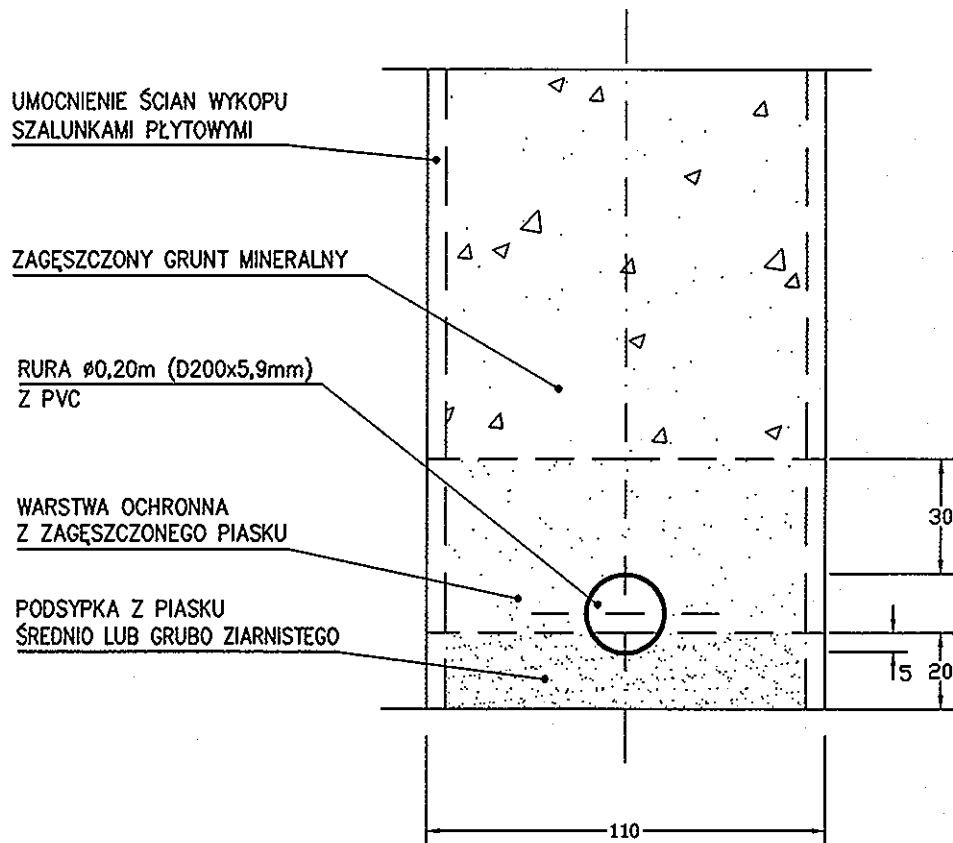 UMOCNIENIE ŚCIAN WYKOPU
SZALUNKAMI PŁYTOWYMI
ZAGĘSZCZONY GRUNT MINERALNY
RURA ø0,20m (D200x5,9mm)
Z PVC
WARSTWA OCHRONNA
Z ZAGĘSZCZONEGO PIASKU
PODSYPKA Z PIASKU
ŚREDNIO LUB GRUBO ZIARNISTEGO
30
5
20
110